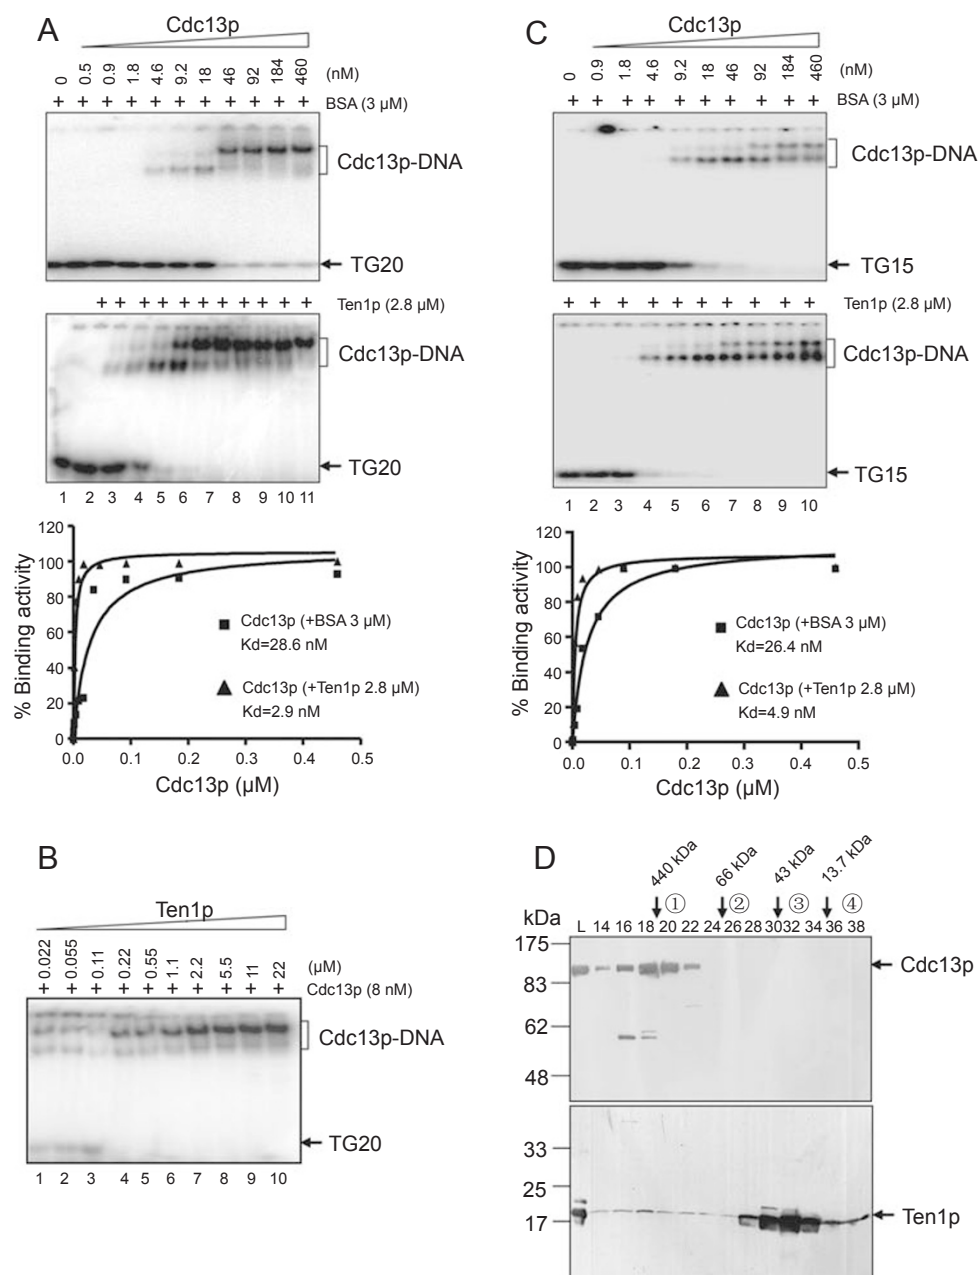 A
Cdc13p
0 0.5 0.9 1.8 4.6 9.2 18 46 92 184 460 (nM)
+ + + + + + + + + + + BSA (3 µM)
Cdc13p-DNA
TG20
+ + + + + + + + + + Ten1p (2.8 µM)
Cdc13p-DNA
TG20
1 2 3 4 5 6 7 8 9 10 11
120
100
80
60
40
20
0
% Binding activity
Cdc13p (+BSA 3 µM)
Kd=28.6 nM
Cdc13p (+Ten1p 2.8 µM)
Kd=2.9 nM
0.0 0.1 0.2 0.3 0.4 0.5
Cdc13p (µM)
C
Cdc13p
0 0.9 1.8 4.6 9.2 18 46 92 184 460 (nM)
+ + + + + + + + + + BSA (3 µM)
Cdc13p-DNA
TG15
+ + + + + + + + + + Ten1p (2.8 µM)
Cdc13p-DNA
TG15
1 2 3 4 5 6 7 8 9 10
120
100
80
60
40
20
0
% Binding activity
Cdc13p (+BSA 3 µM)
Kd=26.4 nM
Cdc13p (+Ten1p 2.8 µM)
Kd=4.9 nM
0.0 0.1 0.2 0.3 0.4 0.5
Cdc13p (µM)
B
Ten1p
0.022 0.055 0.11 0.22 0.55 1.1 2.2 5.5 11 22 (µM)
+ + + + + + + + + + Cdc13p (8 nM)
Cdc13p-DNA
TG20
1 2 3 4 5 6 7 8 9 10
D
440 kDa 66 kDa 43 kDa 13.7 kDa
① ② ③ ④
kDa L 14 16 18 20 22 24 26 28 30 32 34 36 38
175
83
62
48
Cdc13p
33
25
17
Ten1p